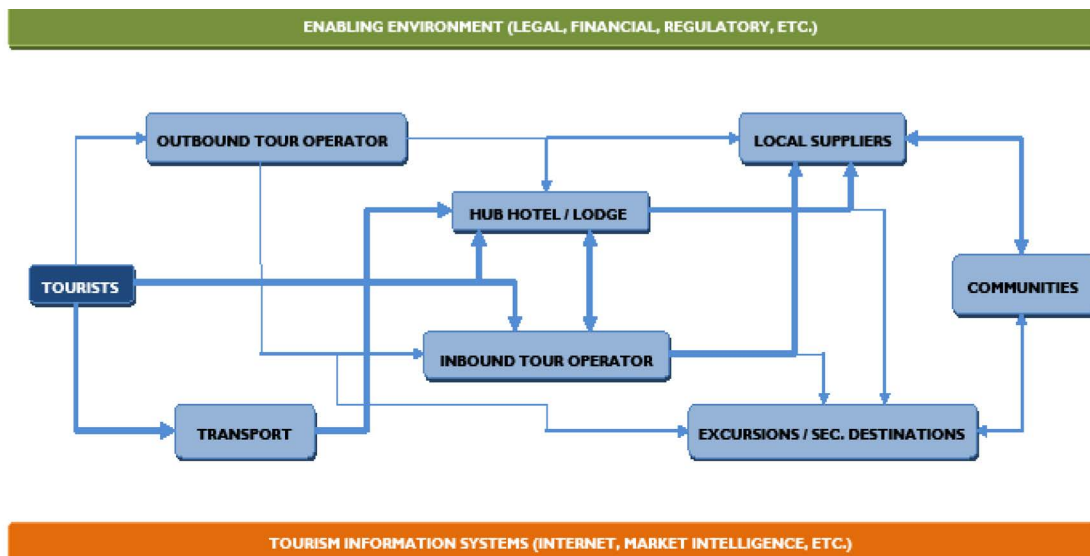 ENABLING ENVIRONMENT (LEGAL, FINANCIAL, REGULATORY, ETC.)
OUTBOUND TOUR OPERATOR
LOCAL SUPPLIERS
HUB HOTEL / LODGE
TOURISTS
COMMUNITIES
INBOUND TOUR OPERATOR
TRANSPORT
EXCURSIONS / SEC. DESTINATIONS
TOURISM INFORMATION SYSTEMS (INTERNET, MARKET INTELLIGENCE, ETC.)